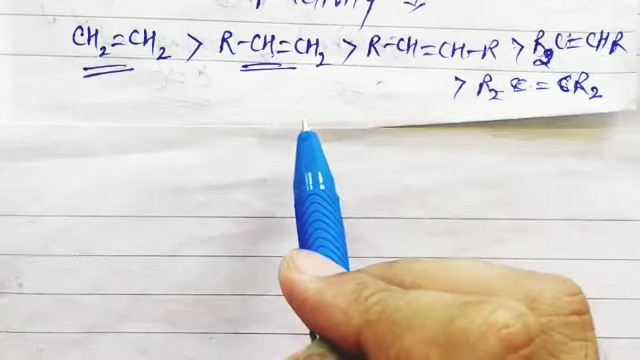 CH₂=CH₂ > R-CH=CH₂ > R-CH=CH-R > R₂C=CHR
> R₂C=CR₂